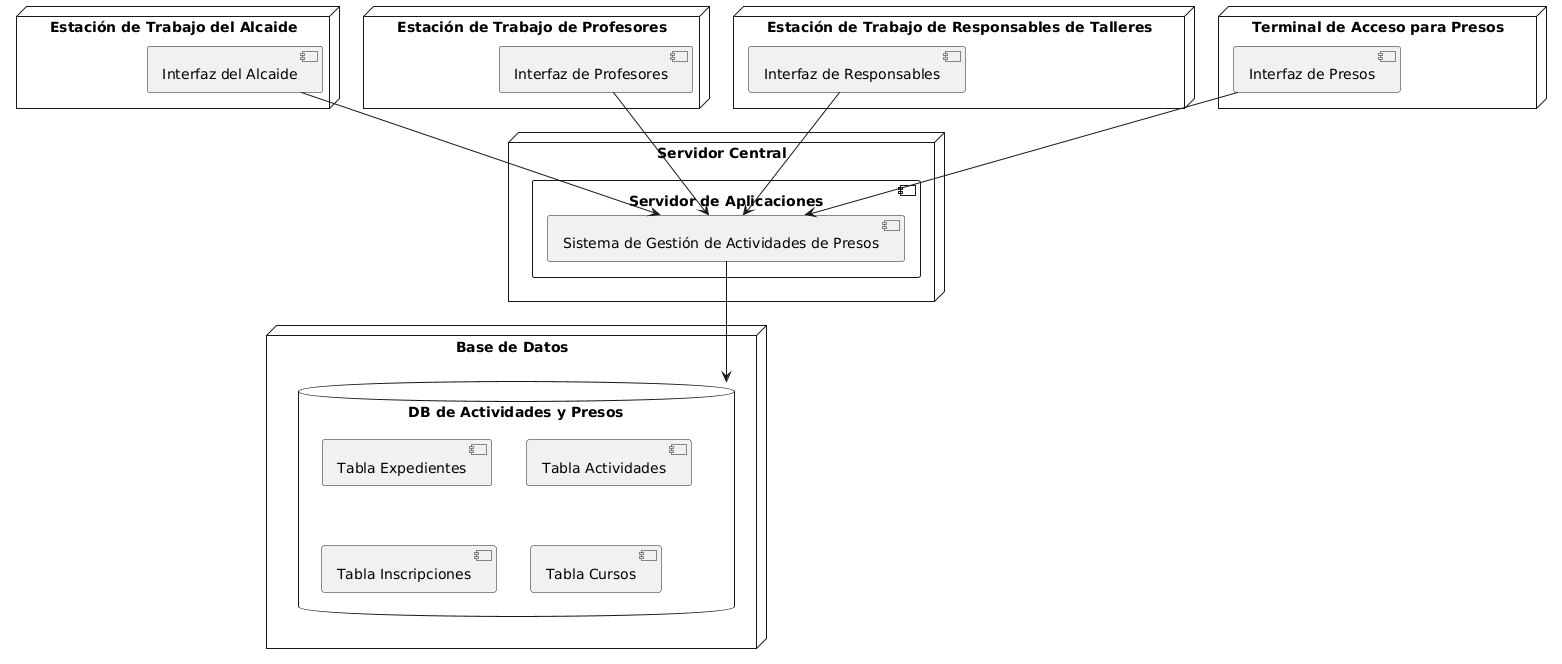 Estación de Trabajo del Alcaide
Interfaz del Alcaide
Estación de Trabajo de Profesores
Interfaz de Profesores
Estación de Trabajo de Responsables de Talleres
Interfaz de Responsables
Terminal de Acceso para Presos
Interfaz de Presos
Servidor Central
Servidor de Aplicaciones
Sistema de Gestión de Actividades de Presos
Base de Datos
DB de Actividades y Presos
Tabla Expedientes
Tabla Actividades
Tabla Inscripciones
Tabla Cursos